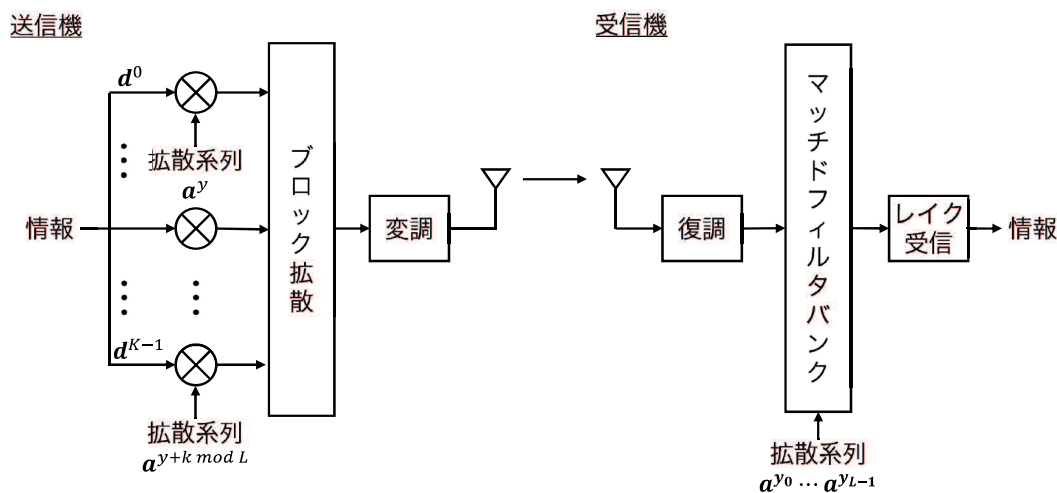 送信機
d^0
拡散系列
a^y
情報
d^{K-1}
拡散系列
a^{y+k mod L}
ブロック拡散
変調
受信機
復調
マッチドフィルタバンク
拡散系列
a^{y_0} … a^{y_{L-1}}
レイク
受信
情報